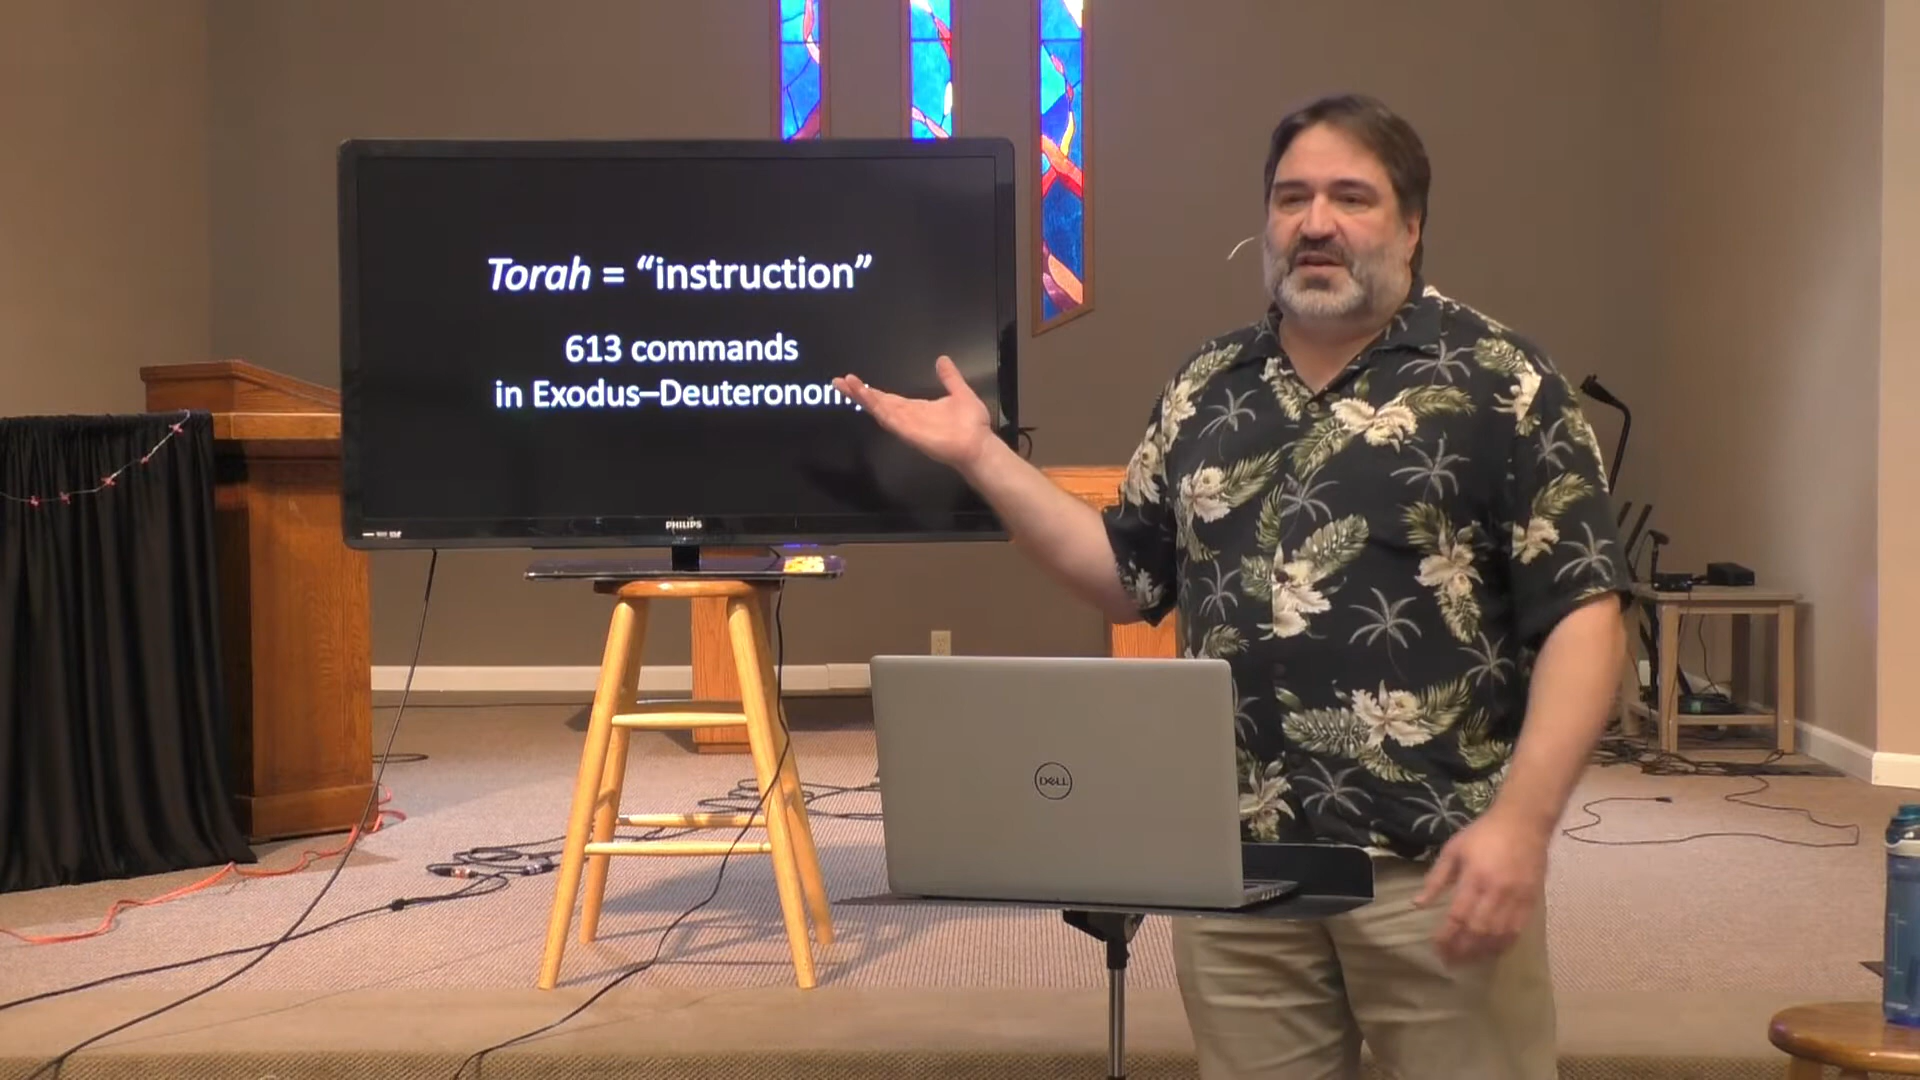 Torah = “instruction”
613 commands
in Exodus–Deuteronomy
PHILIPS
DELL